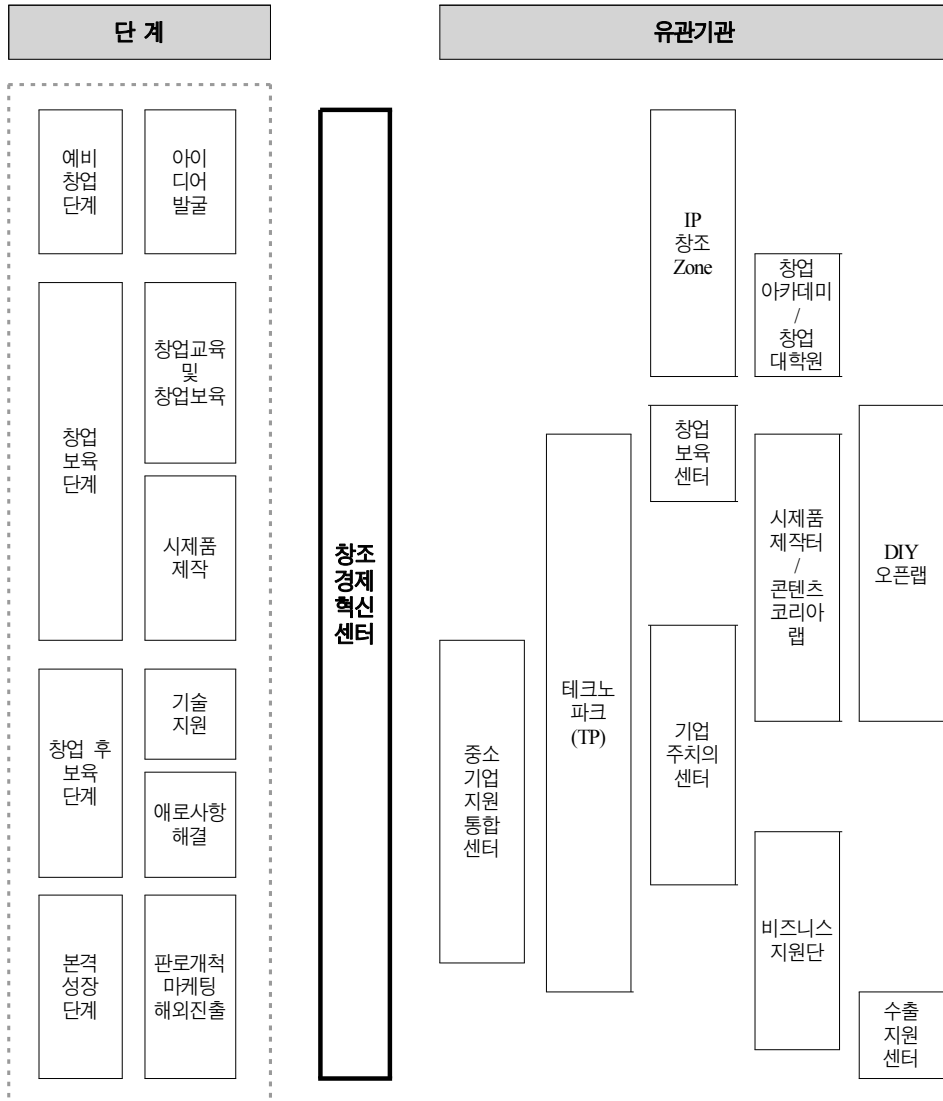 단 계
유관기관
예비
창업
단계
아이
디어
발굴
창업
보육
단계
창업교육
및
창업보육
시제품
제작
창업 후
보육
단계
기술
지원
애로사항
해결
본격
성장
단계
판로개척
마케팅
해외진출
창조
경제
혁신
센터
중소
기업
지원
통합
센터
테크노
파크
(TP)
IP
창조
Zone
창업
보육
센터
기업
주치의
센터
창업
아카데미
/
창업
대학원
시제품
제작터
/
콘텐츠
코리아
랩
비즈니스
지원단
DIY
오픈랩
수출
지원
센터